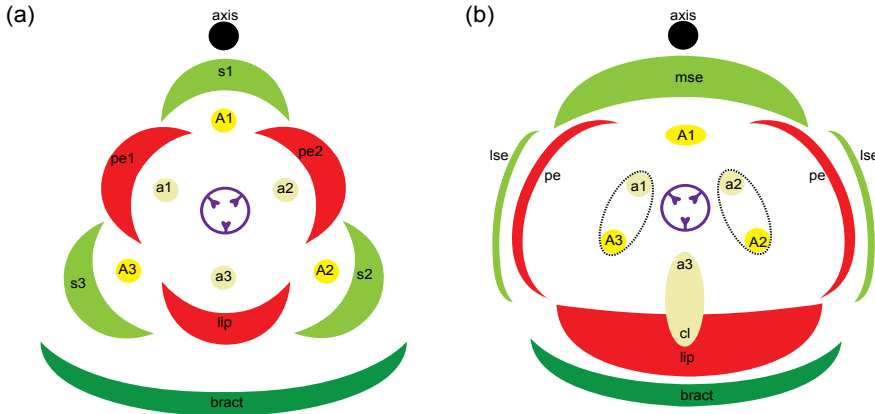 (a)
axis
s1
A1
pe1
pe2
a1
a2
A3
a3
A2
s3
s2
lip
bract
(b)
axis
mse
A1
lse
lse
pe
pe
a1
a2
A3
A2
a3
cl
lip
bract